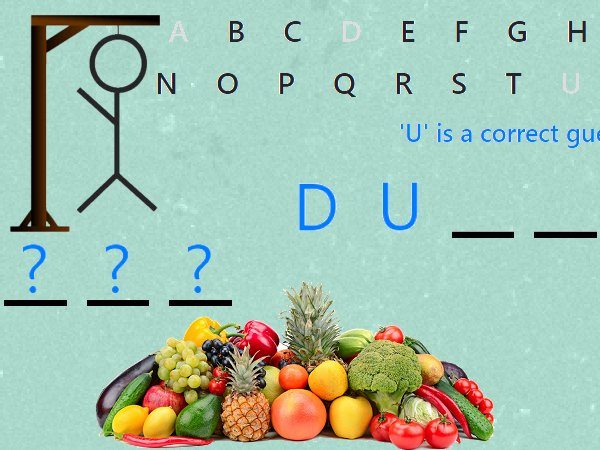 A B C D E F G H
N O P Q R S T U
'U' is a correct gue
D U _ _
? ? ?